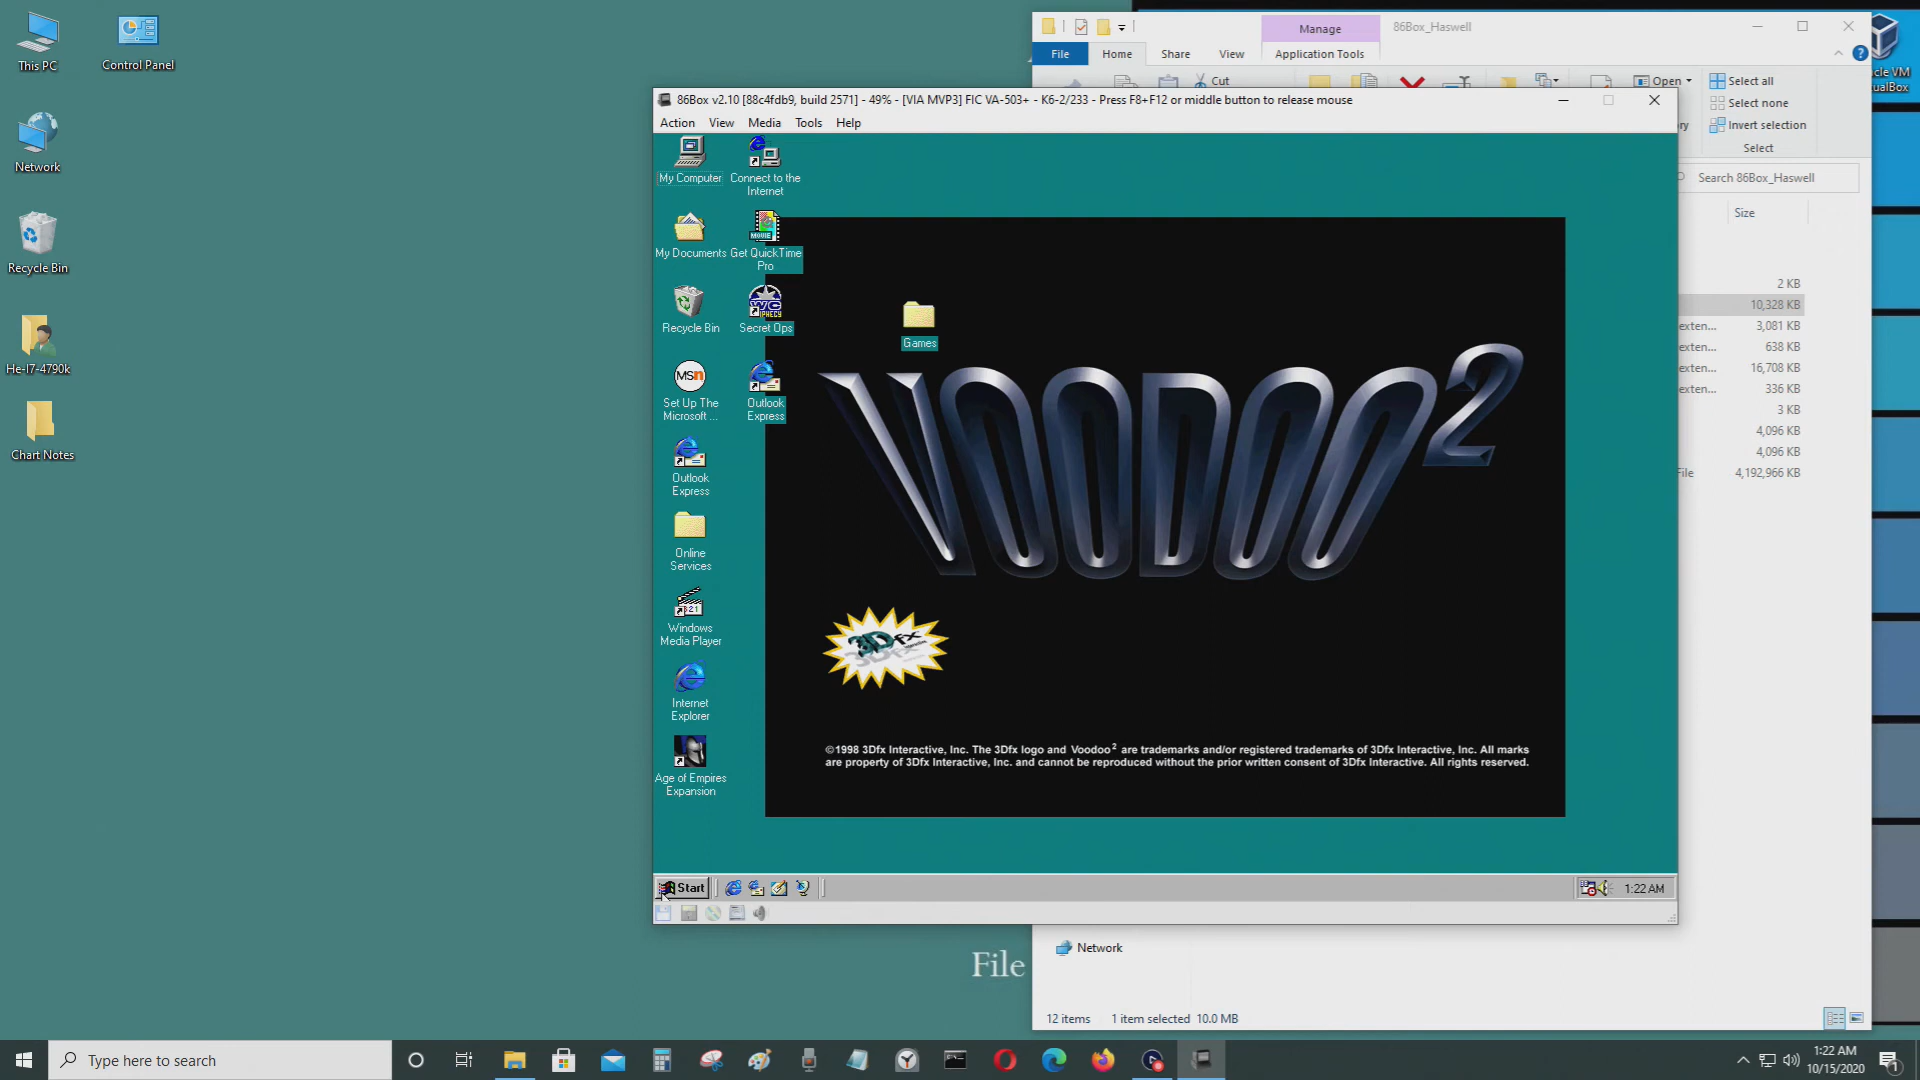 This PC
Control Panel
Network
Recycle Bin
He-I7-4790k
Chart Notes
Manage
86Box_Haswell
File
Home
Share
View
Application Tools
Cut
Open
Select all
Select none
Invert selection
Select
Search 86Box_Haswell
Size
2 KB
10,328 KB
exten... 3,081 KB
exten... 638 KB
exten... 16,708 KB
exten... 336 KB
3 KB
4,096 KB
4,096 KB
File 4,192,966 KB
Network
12 items 1 item selected 10.0 MB
86Box v2.10 [88c4fdb9, build 2571] - 49% - [VIA MVP3] FIC VA-503+ - K6-2/233 - Press F8+F12 or middle button to release mouse
Action View Media Tools Help
My Computer
Connect to the
Internet
My Documents
MOVIE
Get QuickTime
Pro
Recycle Bin
Secret Ops
msn
Set Up The
Microsoft ...
Outlook
Express
Outlook
Express
Online
Services
321
Windows
Media Player
Internet
Explorer
Age of Empires
Expansion
Games
VOODOO2
3Dfx
©1998 3Dfx Interactive, Inc. The 3Dfx logo and Voodoo2 are trademarks and/or registered trademarks of 3Dfx Interactive, Inc. All marks
are property of 3Dfx Interactive, Inc. and cannot be reproduced without the prior written consent of 3Dfx Interactive. All rights reserved.
Start
1:22 AM
File
Type here to search
1:22 AM
10/15/2020
1